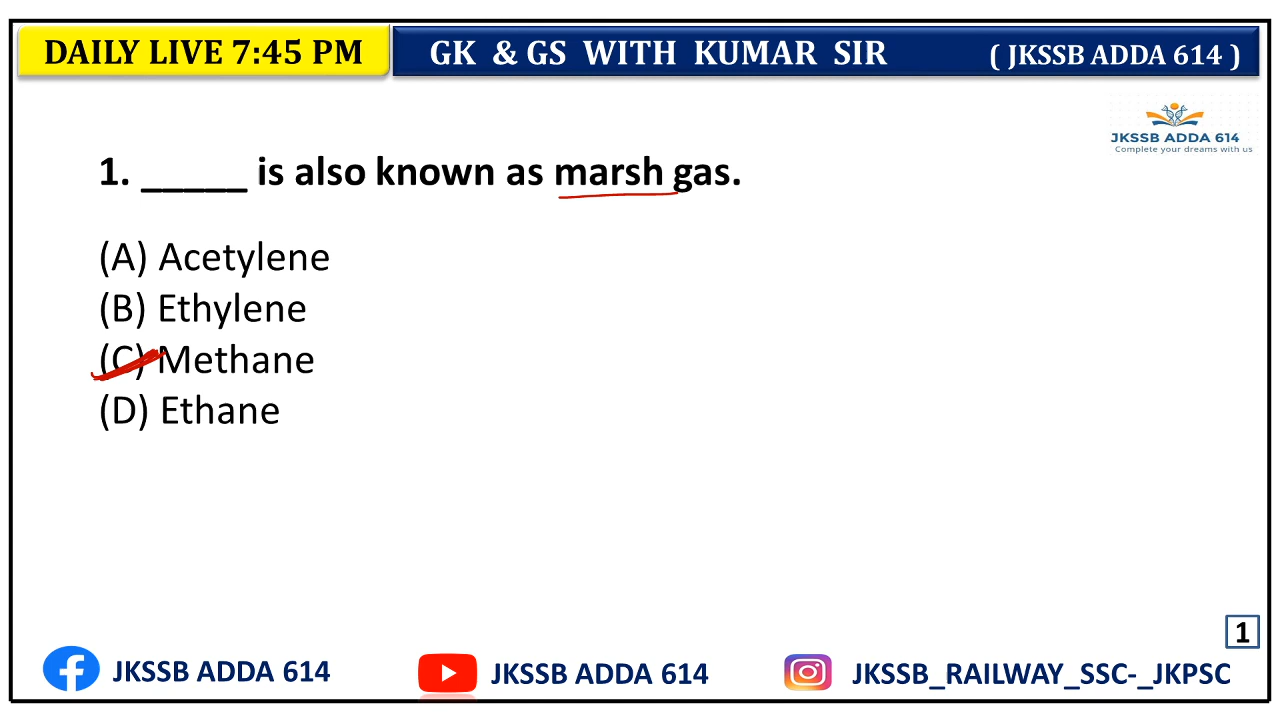 DAILY LIVE 7:45 PM
GK & GS WITH KUMAR SIR ( JKSSB ADDA 614 )
JKSSB ADDA 614
Complete your dreams with us
1. _____ is also known as marsh gas.
(A) Acetylene
(B) Ethylene
(C) Methane
(D) Ethane
1
JKSSB ADDA 614
JKSSB ADDA 614
JKSSB_RAILWAY_SSC-_JKPSC